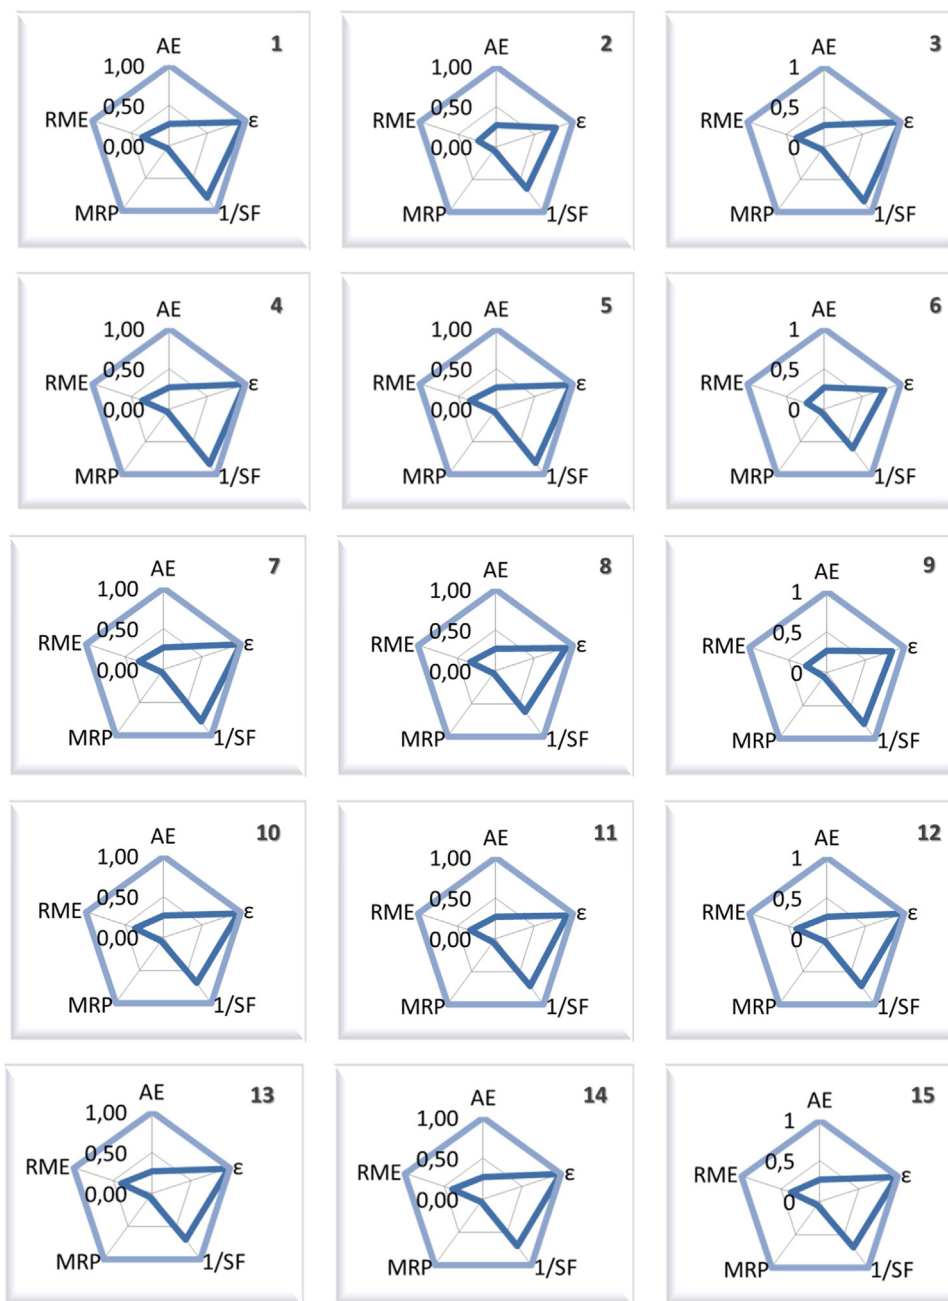 AE 1
1,00
0,50
RME ε
0,00
MRP 1/SF
AE 2
1,00
0,50
RME ε
0,00
MRP 1/SF
AE 3
1
0,5
RME ε
0
MRP 1/SF
AE 4
1,00
0,50
RME ε
0,00
MRP 1/SF
AE 5
1,00
0,50
RME ε
0,00
MRP 1/SF
AE 6
1
0,5
RME ε
0
MRP 1/SF
AE 7
1,00
0,50
RME ε
0,00
MRP 1/SF
AE 8
1,00
0,50
RME ε
0,00
MRP 1/SF
AE 9
1
0,5
RME ε
0
MRP 1/SF
AE 10
1,00
0,50
RME ε
0,00
MRP 1/SF
AE 11
1,00
0,50
RME ε
0,00
MRP 1/SF
AE 12
1
0,5
RME ε
0
MRP 1/SF
AE 13
1,00
0,50
RME ε
0,00
MRP 1/SF
AE 14
1,00
0,50
RME ε
0,00
MRP 1/SF
AE 15
1
0,5
RME ε
0
MRP 1/SF